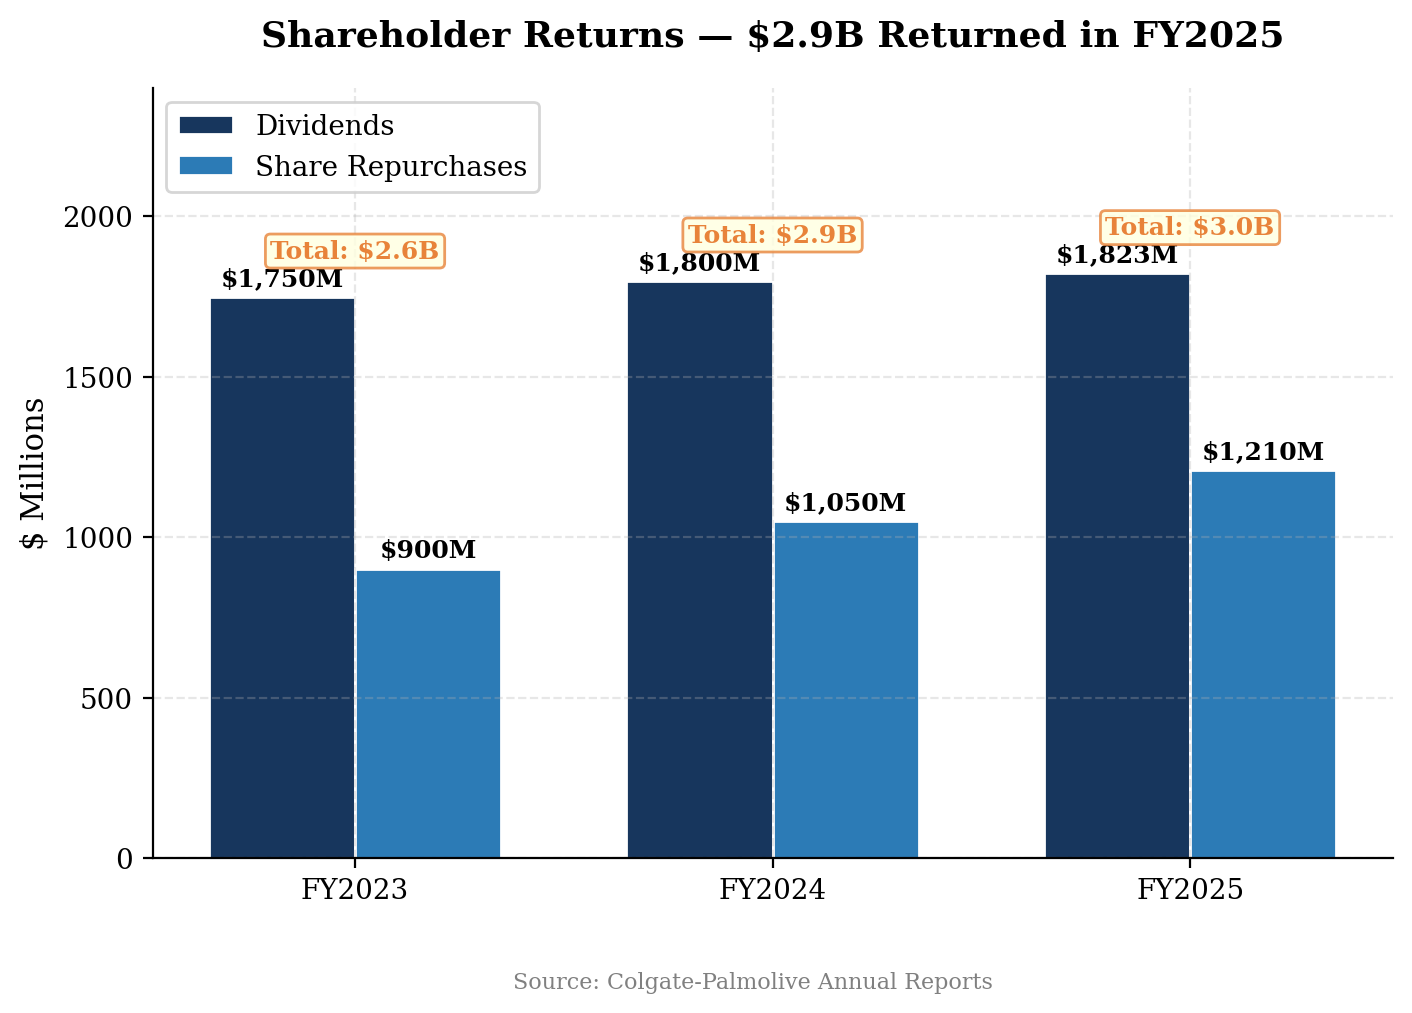 Shareholder Returns — $2.9B Returned in FY2025
Dividends
Share Repurchases
$ Millions
2000
1500
1000
500
0
Total: $2.6B
$1,750M
$900M
Total: $2.9B
$1,800M
$1,050M
Total: $3.0B
$1,823M
$1,210M
FY2023
FY2024
FY2025
Source: Colgate-Palmolive Annual Reports